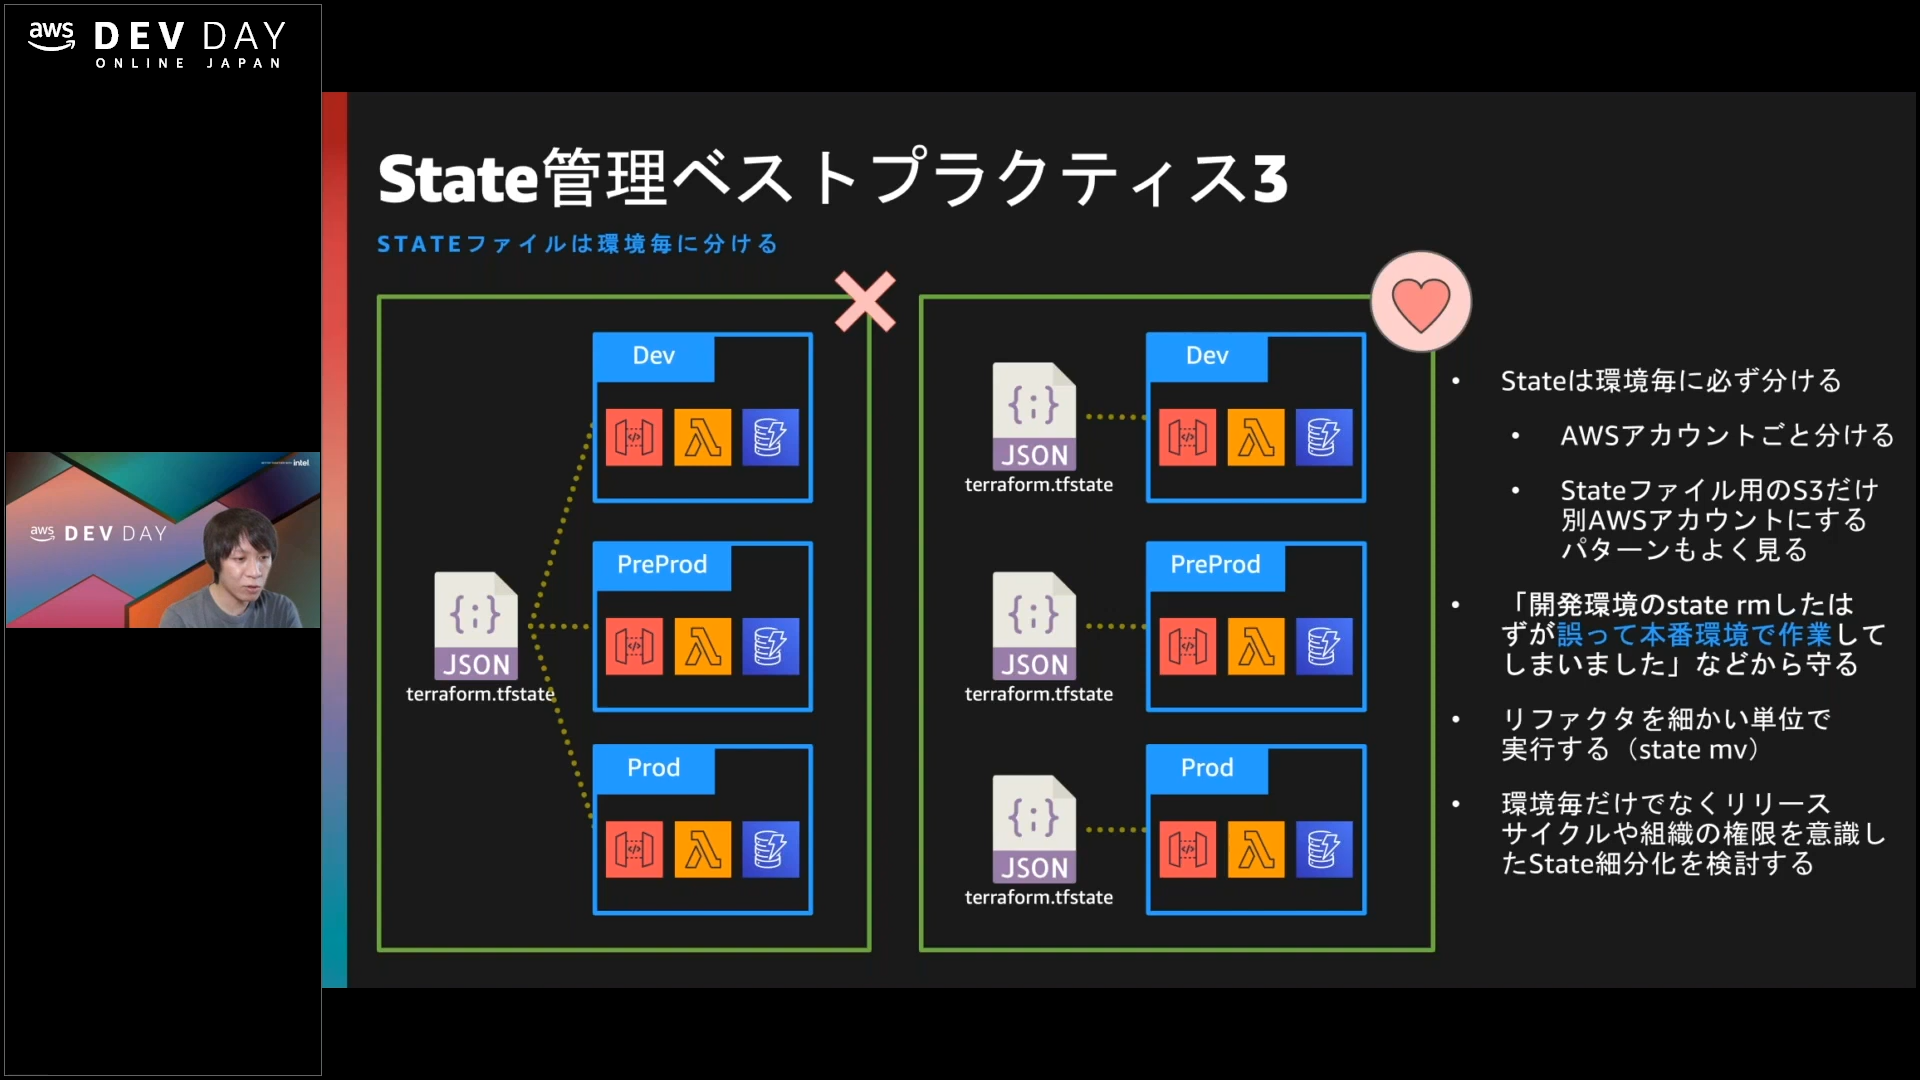 aws DEV DAY
ONLINE JAPAN
State管理ベストプラクティス3
STATEファイルは環境毎に分ける
Dev
JSON
terraform.tfstate
PreProd
Prod
Dev
JSON
terraform.tfstate
PreProd
JSON
terraform.tfstate
Prod
JSON
terraform.tfstate
• Stateは環境毎に必ず分ける
• AWSアカウントごと分ける
• Stateファイル用のS3だけ
別AWSアカウントにする
パターンもよく見る
• 「開発環境のstate rmしたは
ずが誤って本番環境で作業して
しまいました」などから守る
• リファクタを細かい単位で
実行する（state mv）
• 環境毎だけでなくリリース
サイクルや組織の権限を意識し
たState細分化を検討する
intel
aws DEV DAY